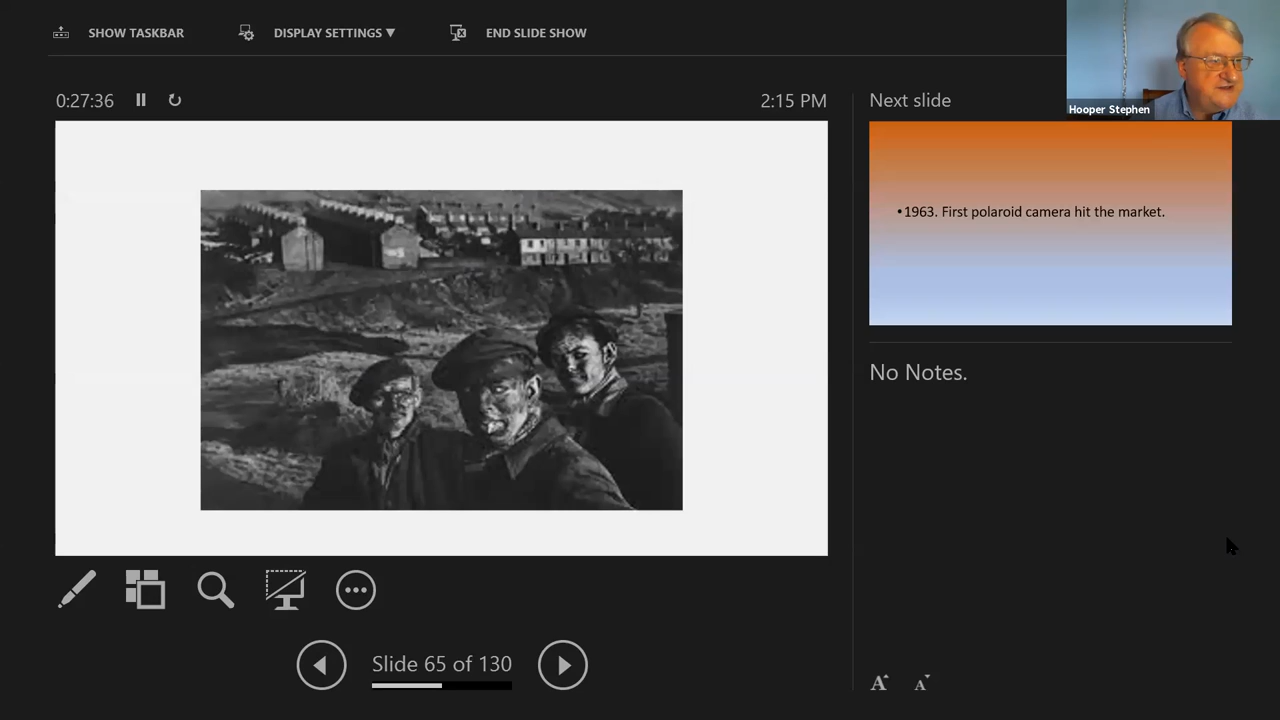 SHOW TASKBAR
DISPLAY SETTINGS ▼
END SLIDE SHOW
0:27:36
2:15 PM
Next slide
Hooper Stephen
•1963. First polaroid camera hit the market.
No Notes.
Slide 65 of 130
A A